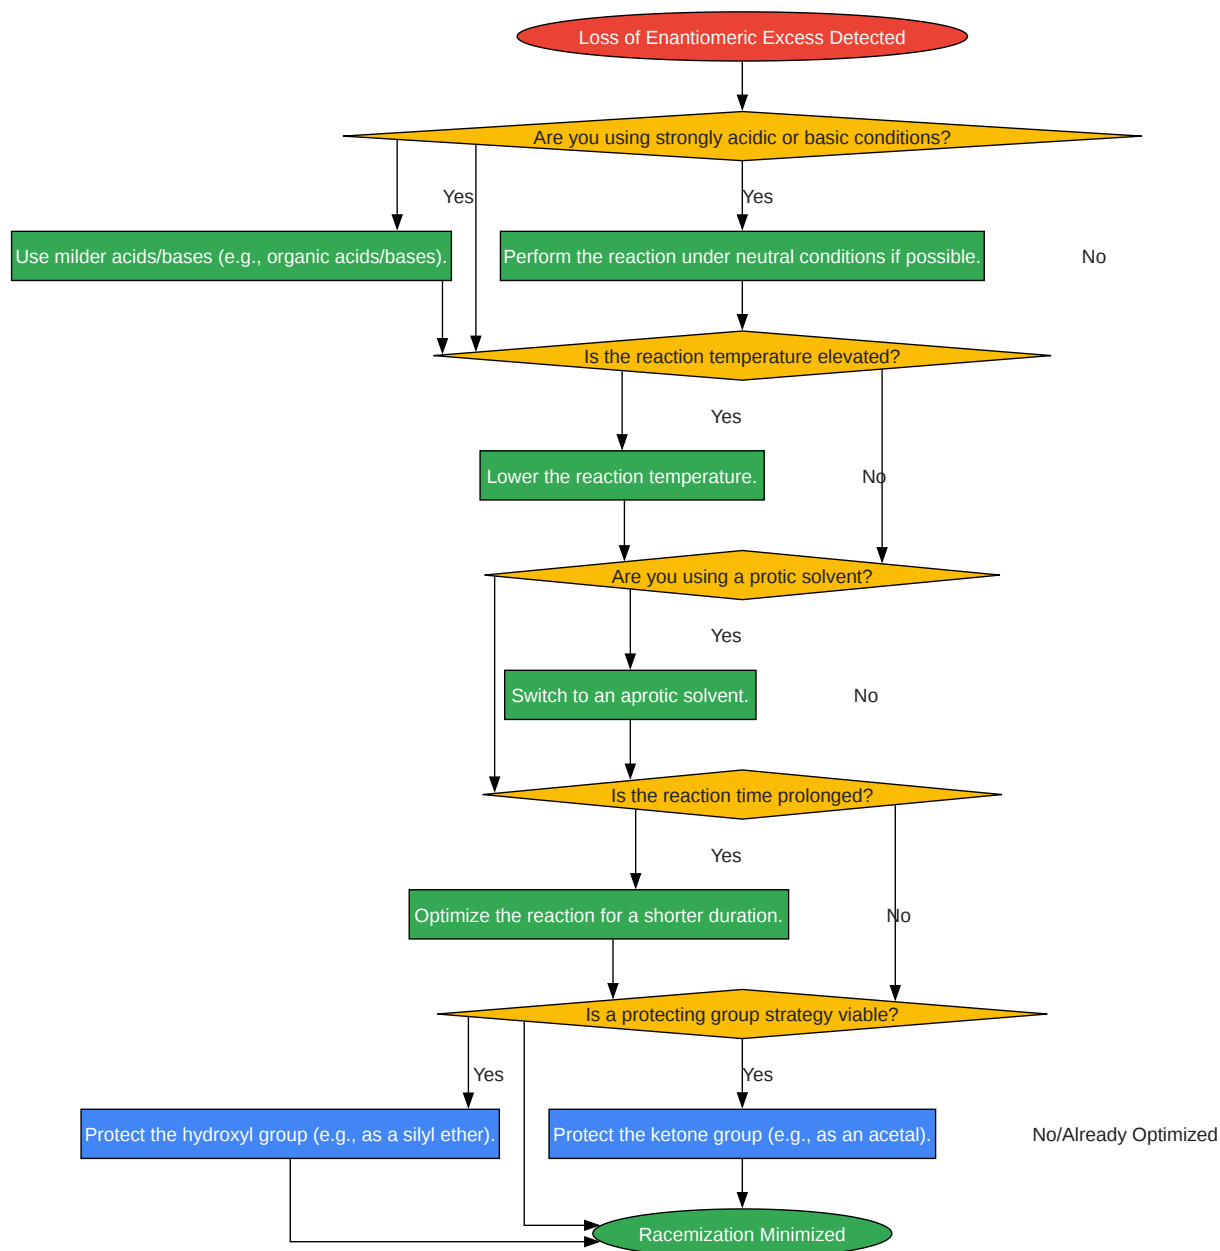 Loss of Enantiomeric Excess Detected
Are you using strongly acidic or basic conditions?
Yes
Yes
Use milder acids/bases (e.g., organic acids/bases).
Perform the reaction under neutral conditions if possible.
No
Is the reaction temperature elevated?
Yes
Lower the reaction temperature.
No
Are you using a protic solvent?
Yes
Switch to an aprotic solvent.
No
Is the reaction time prolonged?
Yes
Optimize the reaction for a shorter duration.
No
Is a protecting group strategy viable?
Yes
Yes
Protect the hydroxyl group (e.g., as a silyl ether).
Protect the ketone group (e.g., as an acetal).
No/Already Optimized
Racemization Minimized